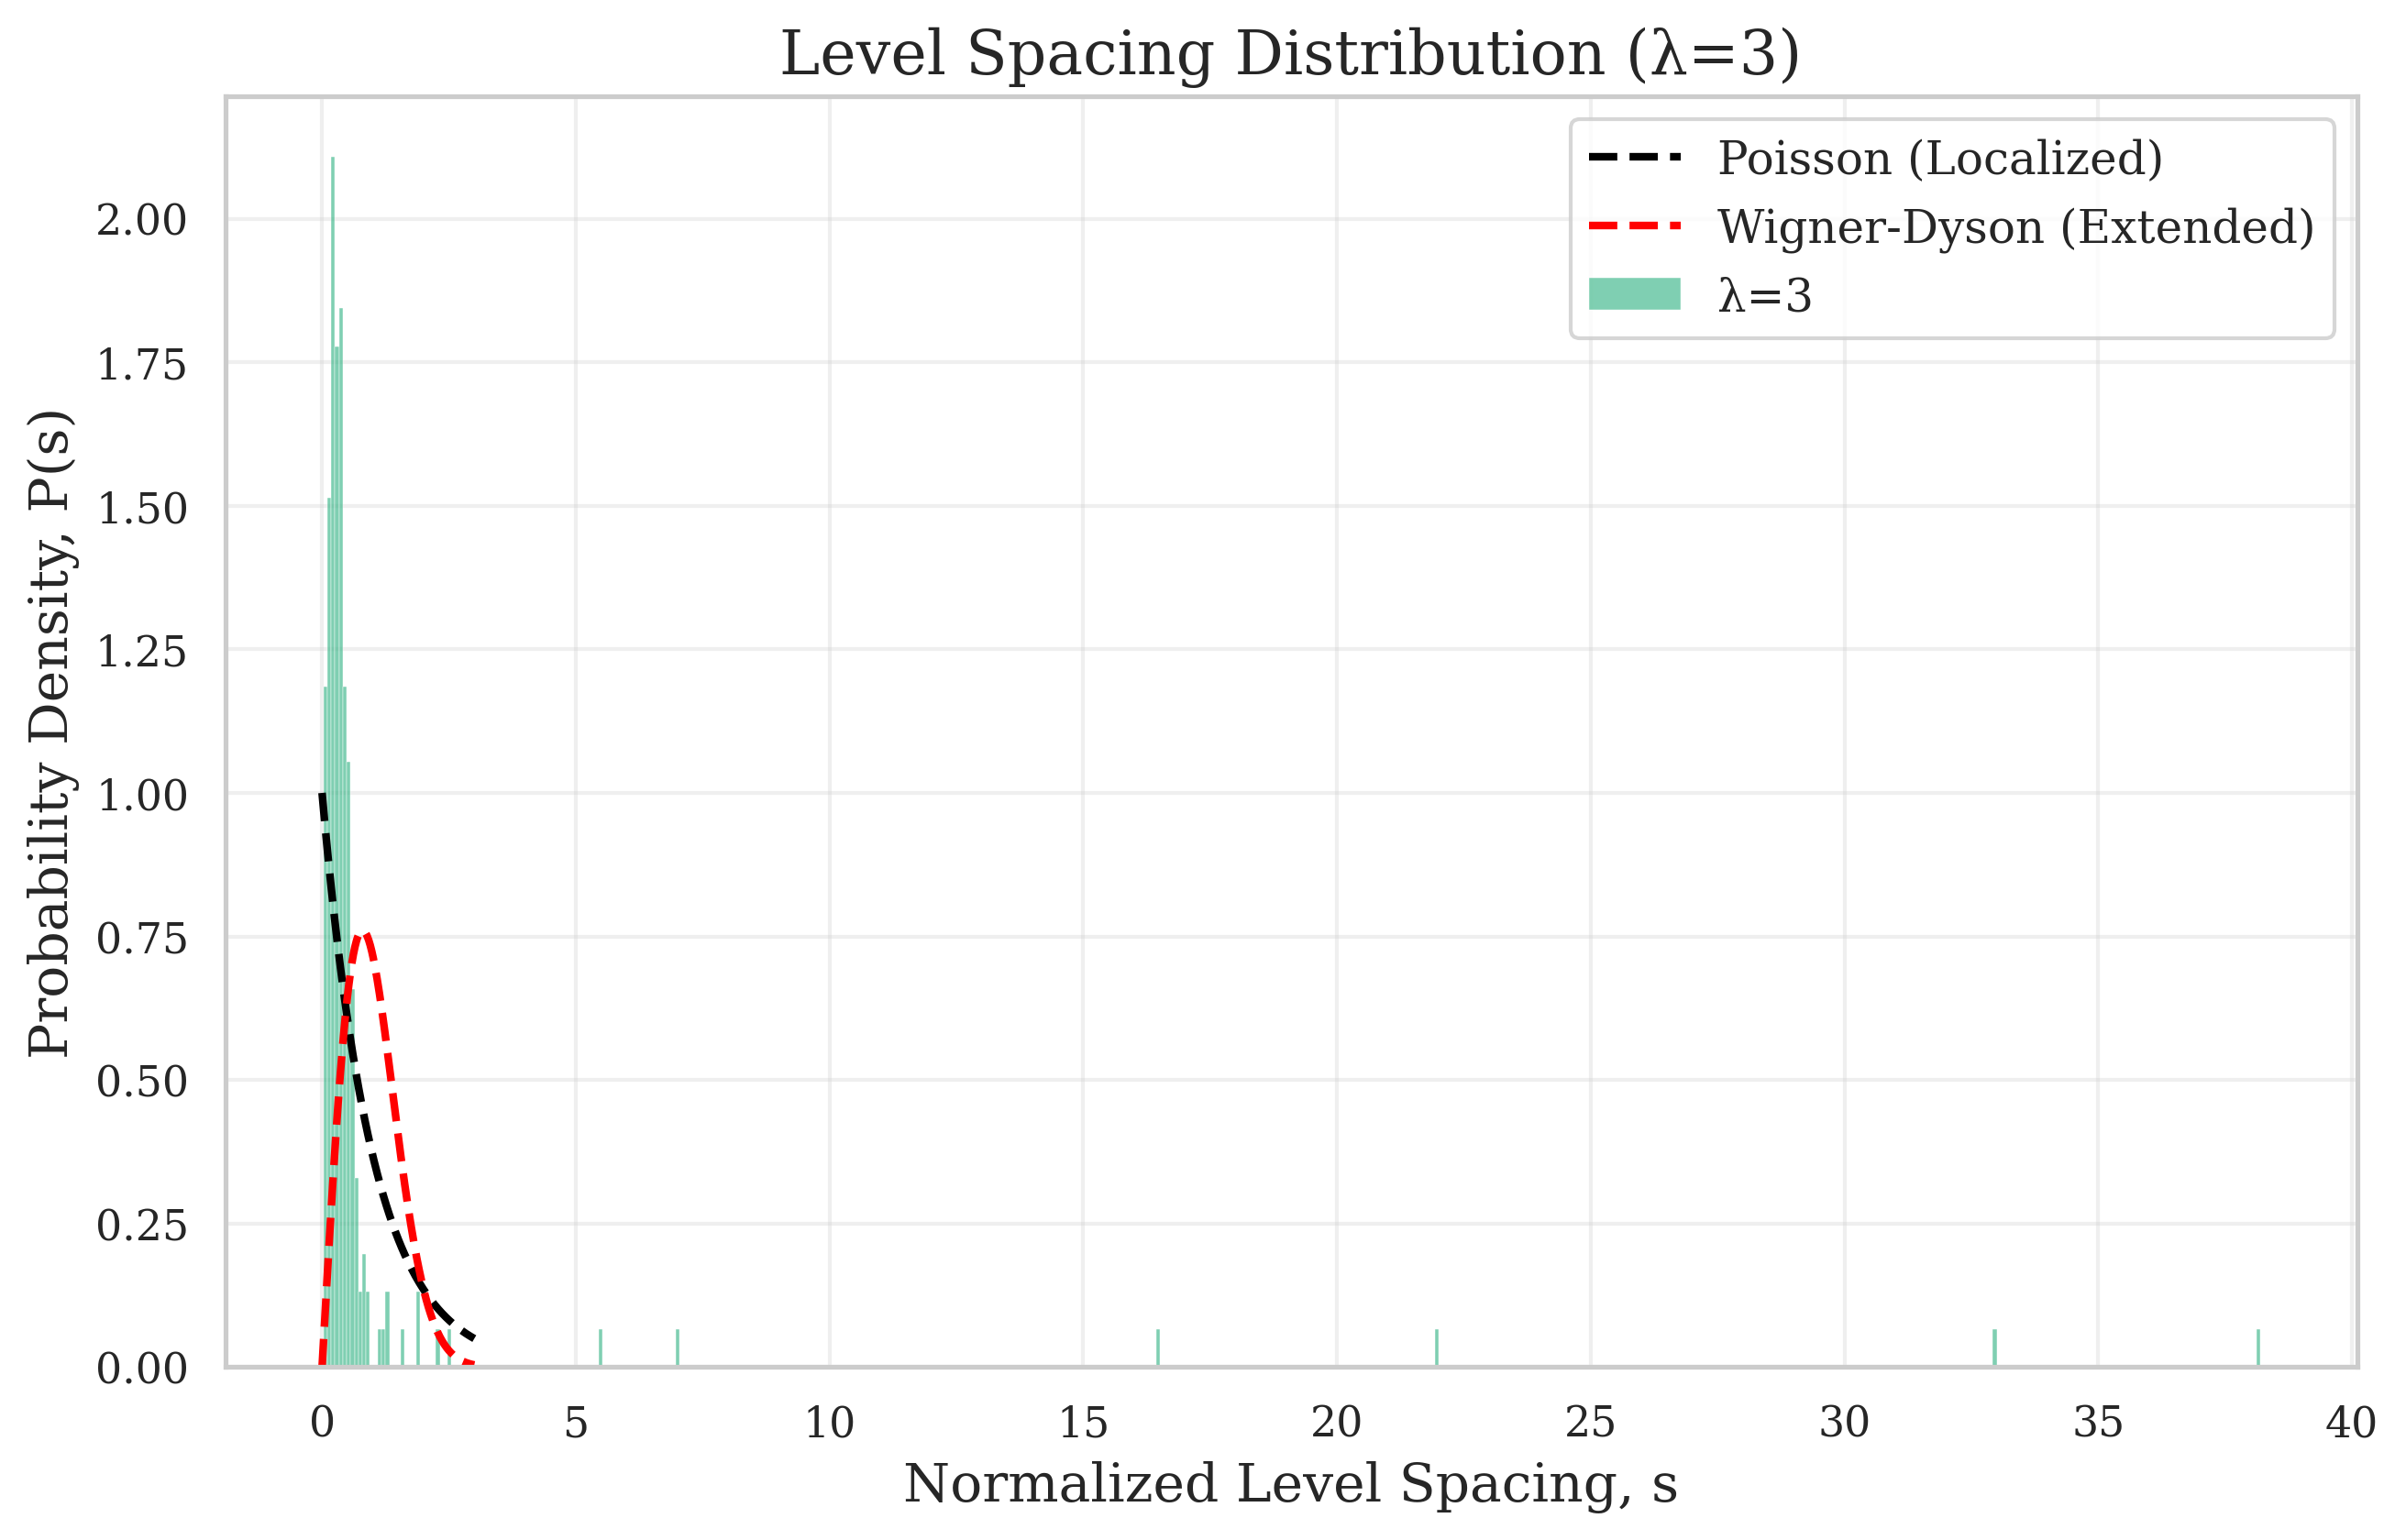 Level Spacing Distribution (λ=3)
Poisson (Localized)
Wigner-Dyson (Extended)
λ=3
Probability Density, P(s)
2.00
1.75
1.50
1.25
1.00
0.75
0.50
0.25
0.00
0 5 10 15 20 25 30 35 40
Normalized Level Spacing, s